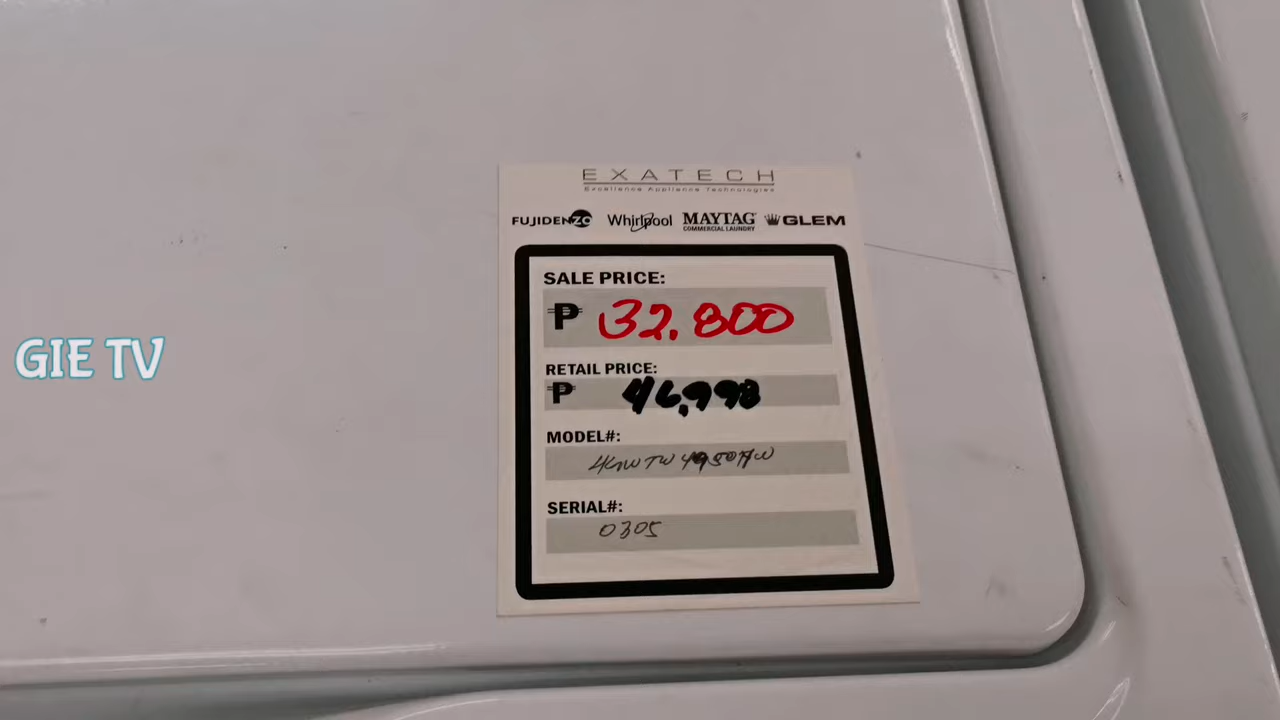 EXATECH
Excellence Appliance Technologies
FUJIDENZO Whirlpool MAYTAG COMMERCIAL LAUNDRY GLEM
SALE PRICE:
₱ 32,800
RETAIL PRICE:
₱ 46,998
GIE TV
MODEL#:
4KWTW4950HW
SERIAL#:
0305